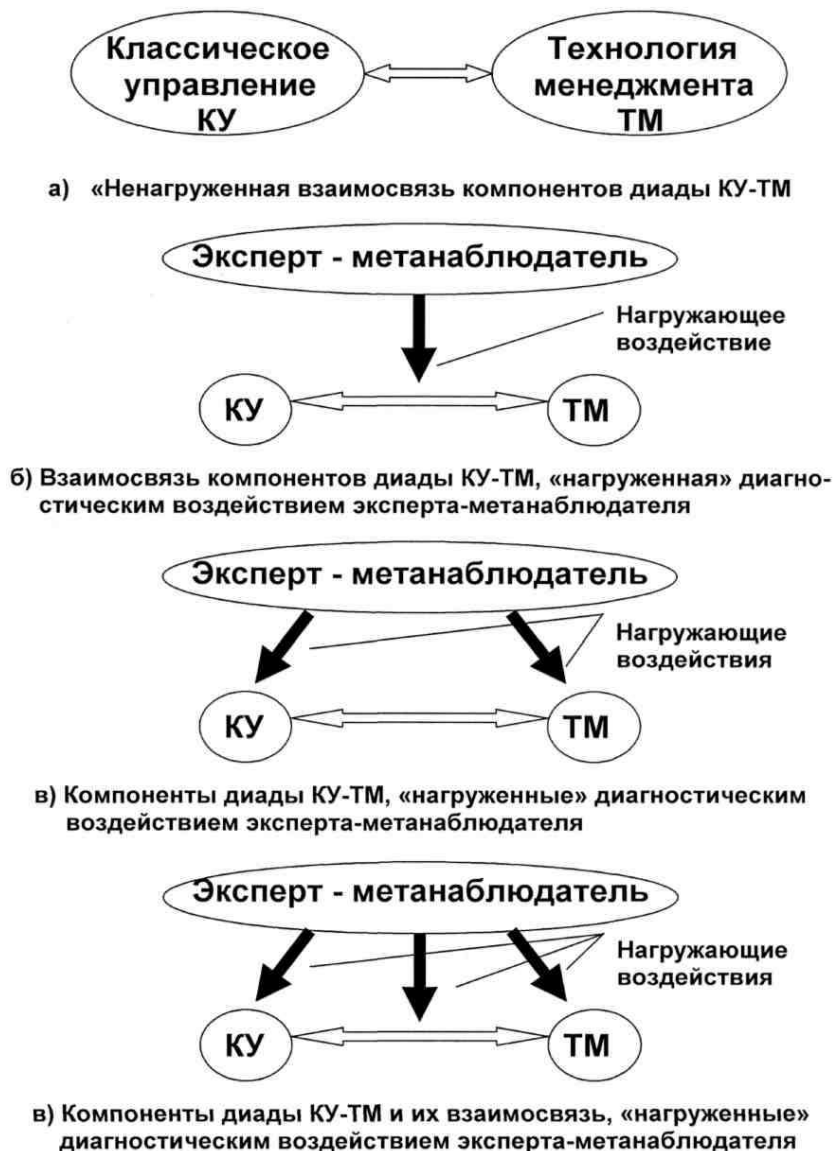 Классическое
управление
КУ
Технология
менеджмента
ТМ
а) «Ненагруженная взаимосвязь компонентов диады КУ-ТМ
Эксперт - метанаблюдатель
Нагружающее
воздействие
КУ
ТМ
б) Взаимосвязь компонентов диады КУ-ТМ, «нагруженная» диагно-
стическим воздействием эксперта-метанаблюдателя
Эксперт - метанаблюдатель
Нагружающие
воздействия
КУ
ТМ
в) Компоненты диады КУ-ТМ, «нагруженные» диагностическим
воздействием эксперта-метанаблюдателя
Эксперт - метанаблюдатель
Нагружающие
воздействия
КУ
ТМ
в) Компоненты диады КУ-ТМ и их взаимосвязь, «нагруженные»
диагностическим воздействием эксперта-метанаблюдателя